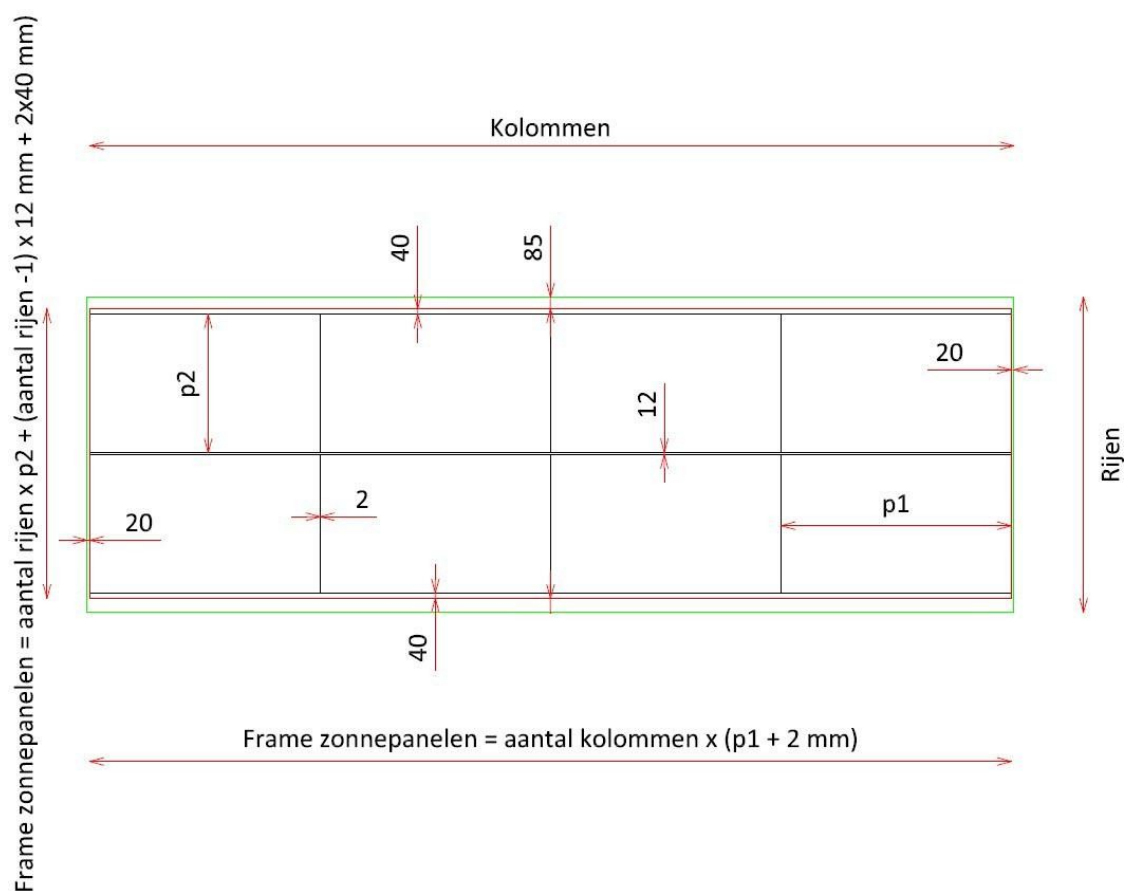 Frame zonnepanelen = aantal rijen x p2 + (aantal rijen -1) x 12 mm + 2x40 mm)
Kolommen
40
85
20
p2
12
Rijen
2
p1
20
40
Frame zonnepanelen = aantal kolommen x (p1 + 2 mm)